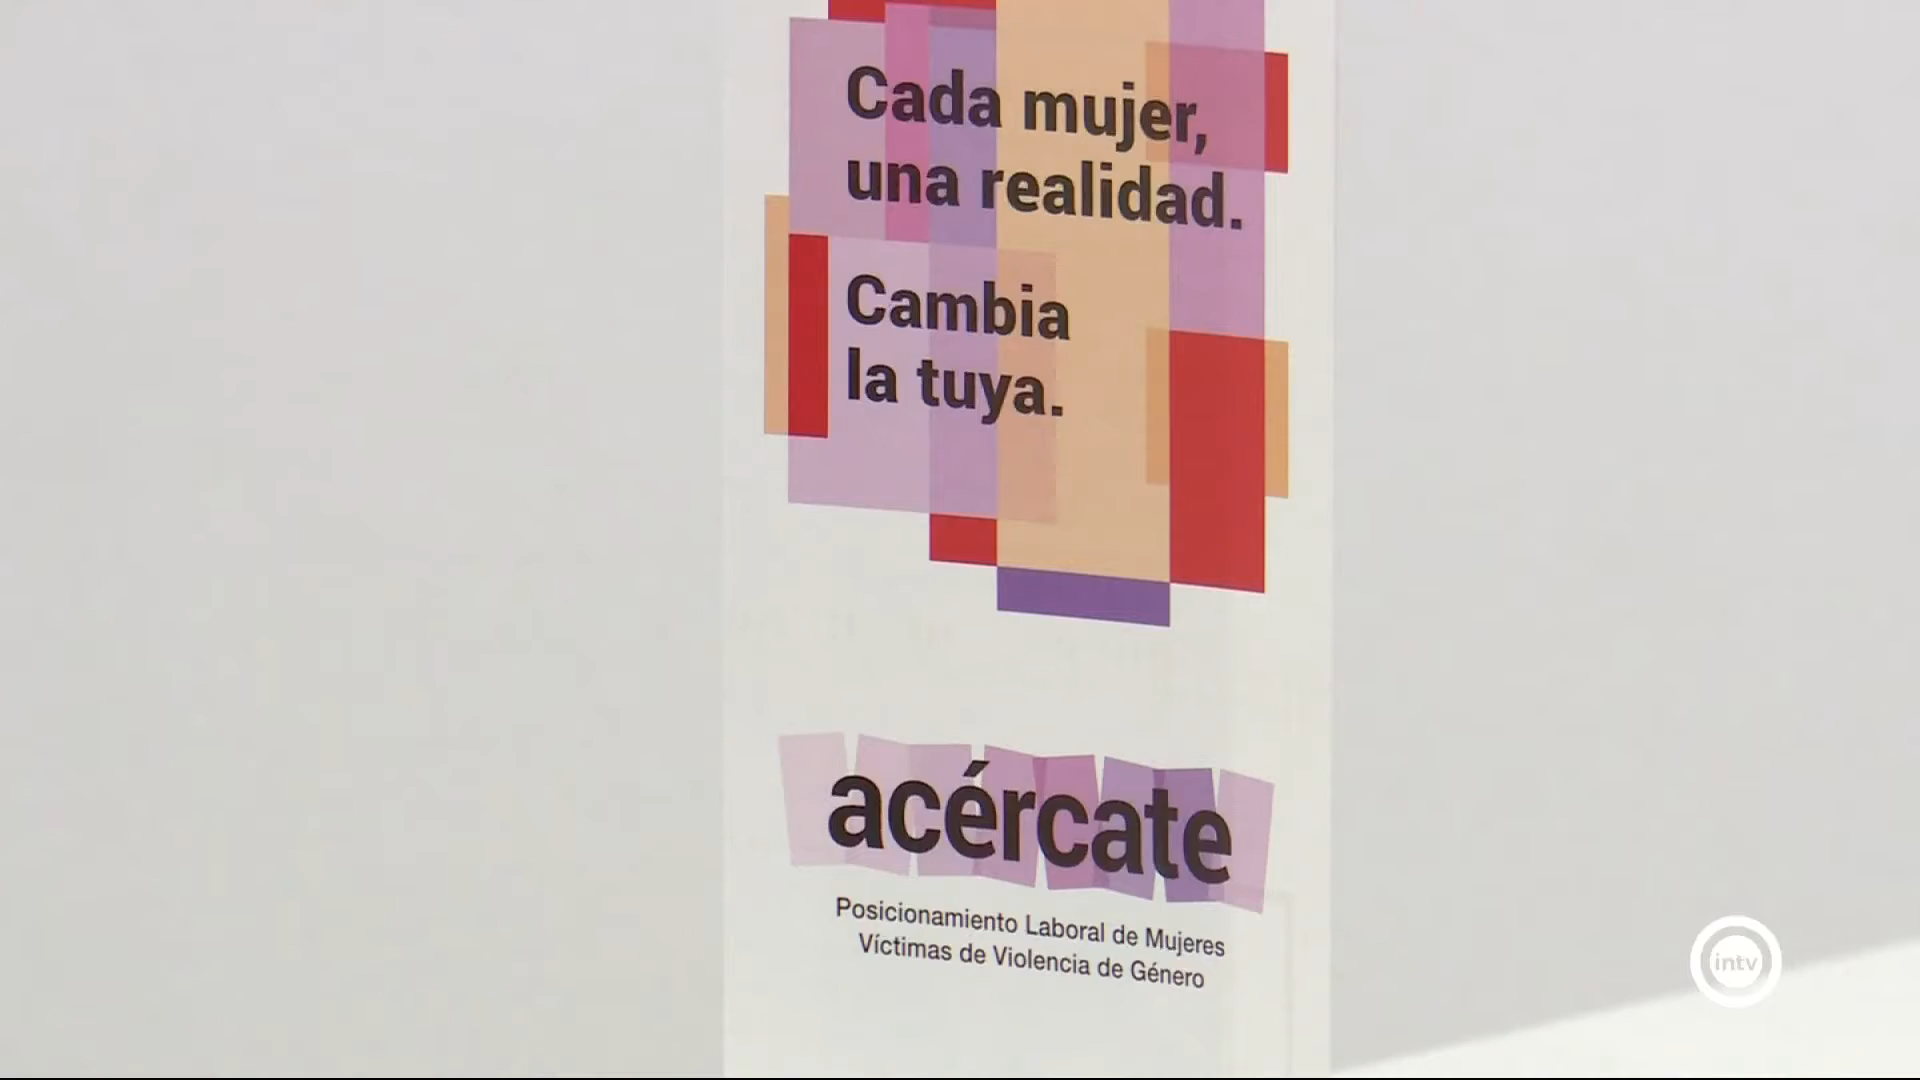 Cada mujer,
una realidad.
Cambia
la tuya.
acércate
Posicionamiento Laboral de Mujeres
Víctimas de Violencia de Género
intv